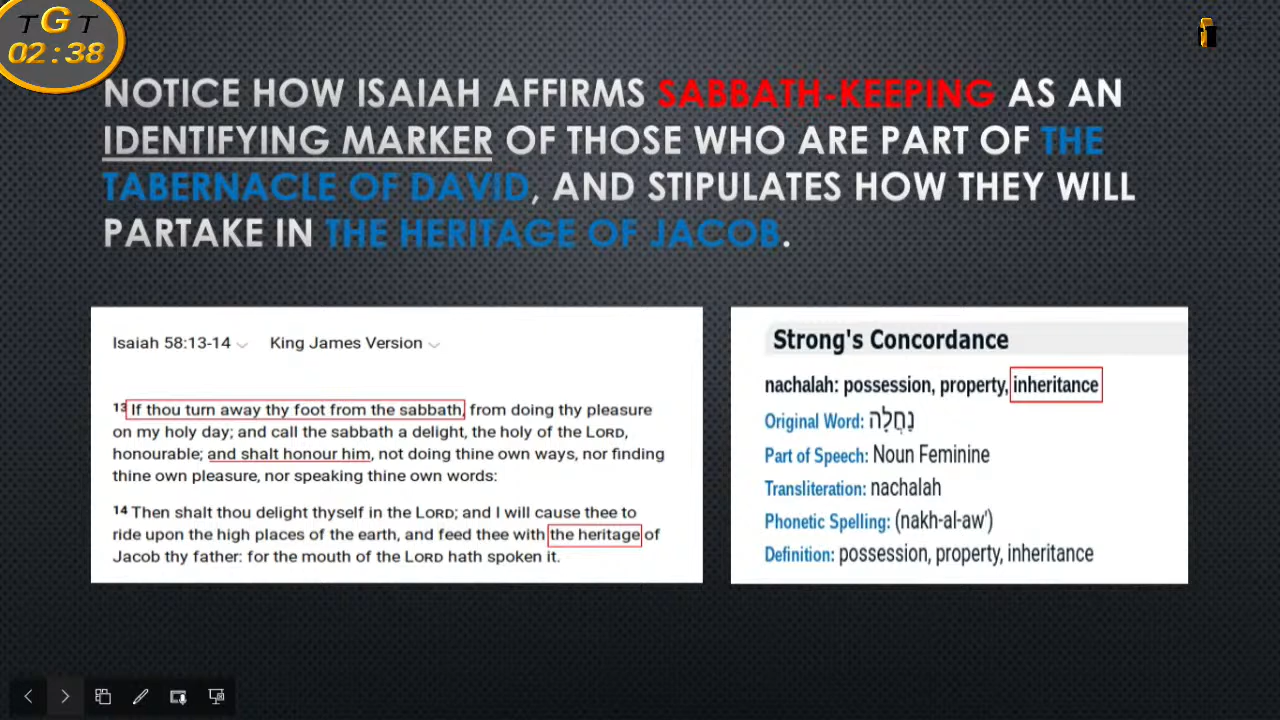 TGT
02:38
NOTICE HOW ISAIAH AFFIRMS SABBATH-KEEPING AS AN
IDENTIFYING MARKER OF THOSE WHO ARE PART OF THE
TABERNACLE OF DAVID, AND STIPULATES HOW THEY WILL
PARTAKE IN THE HERITAGE OF JACOB.
Isaiah 58:13-14 King James Version
13 If thou turn away thy foot from the sabbath, from doing thy pleasure
on my holy day; and call the sabbath a delight, the holy of the LORD,
honourable; and shalt honour him, not doing thine own ways, nor finding
thine own pleasure, nor speaking thine own words:
14 Then shalt thou delight thyself in the LORD; and I will cause thee to
ride upon the high places of the earth, and feed thee with the heritage of
Jacob thy father: for the mouth of the LORD hath spoken it.
Strong's Concordance
nachalah: possession, property, inheritance
Original Word: נַחֲלָה
Part of Speech: Noun Feminine
Transliteration: nachalah
Phonetic Spelling: (nakh-al-aw')
Definition: possession, property, inheritance